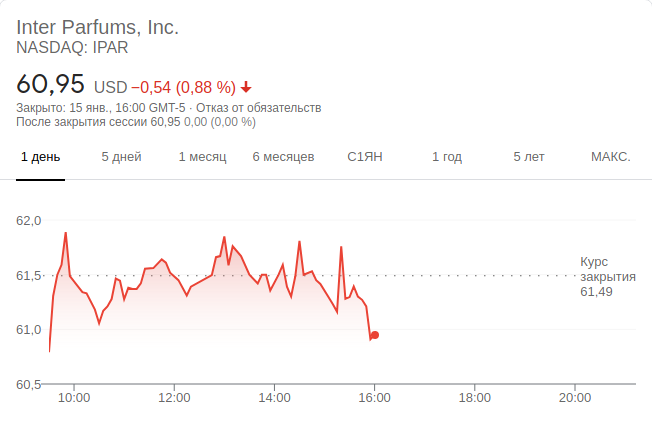 Inter Parfums, Inc.
NASDAQ: IPAR
60,95 USD −0,54 (0,88 %)
Закрыто: 15 янв., 16:00 GMT-5 · Отказ от обязательств
После закрытия сессии 60,95 0,00 (0,00 %)
1 день 5 дней 1 месяц 6 месяцев С1ЯН 1 год 5 лет МАКС.
62,0
61,5
61,0
60,5
Курс
закрытия
61,49
10:00 12:00 14:00 16:00 18:00 20:00